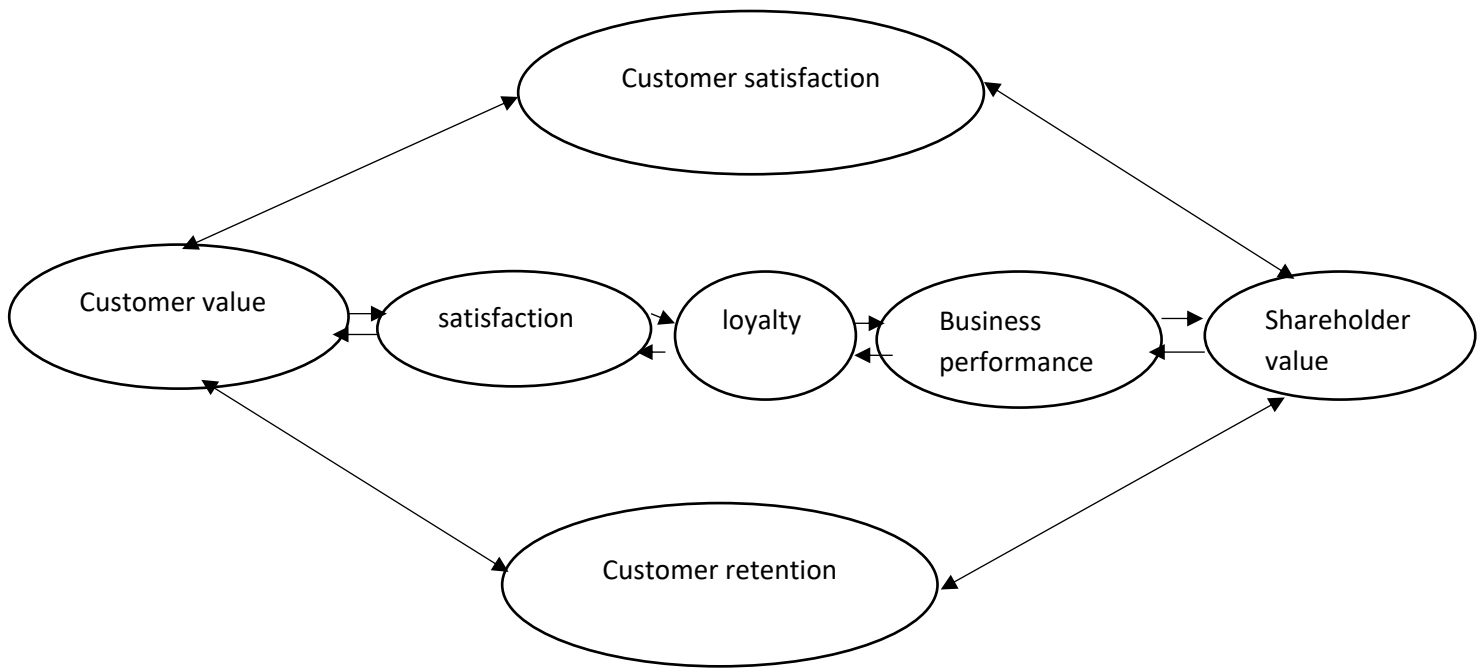 Customer satisfaction
Customer value
satisfaction
loyalty
Business
performance
Shareholder
value
Customer retention